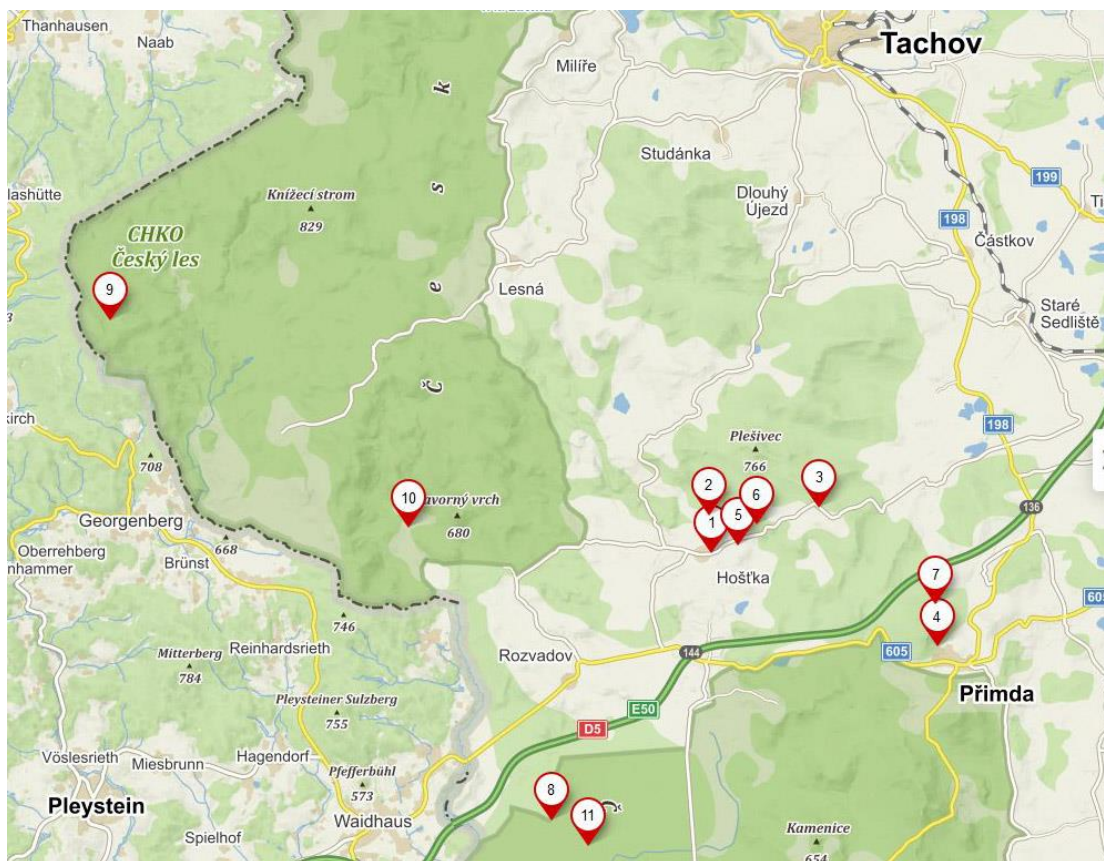 Thanhausen
Naab
Milíře
Tachov
Studánka
199
Dlouhý
Újezd
198
Částkov
Knížecí strom
829
CHKO
Český les
Č e s k
Lesná
Staré
Sedliště
9
708
Georgenberg
668
Oberrehberg
Brünst
10
680
Plešivec
766
198
2
1
5
6
3
Hošťka
136
7
4
605
605
Přimda
746
Reinhardsrieth
Mitterberg
784
Pleysteiner Sulzberg
755
Rozvadov
144
E50
D5
Vöslesrieth
Miesbrunn
Hagendorf
Pfefferbühl
573
Pleystein
Waidhaus
Spielhof
8
11
Kamenice
654